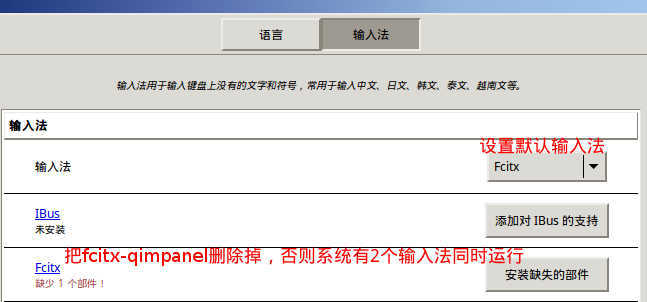 语言 输入法
输入法用于输入键盘上没有的文字和符号，常用于输入中文、日文、韩文、泰文、越南文等。
输入法
设置默认输入法
输入法 Fcitx
IBus
未安装
添加对 IBus 的支持
把fcitx-qimpanel删除掉，否则系统有2个输入法同时运行
Fcitx
缺少 1 个部件！
安装缺失的部件